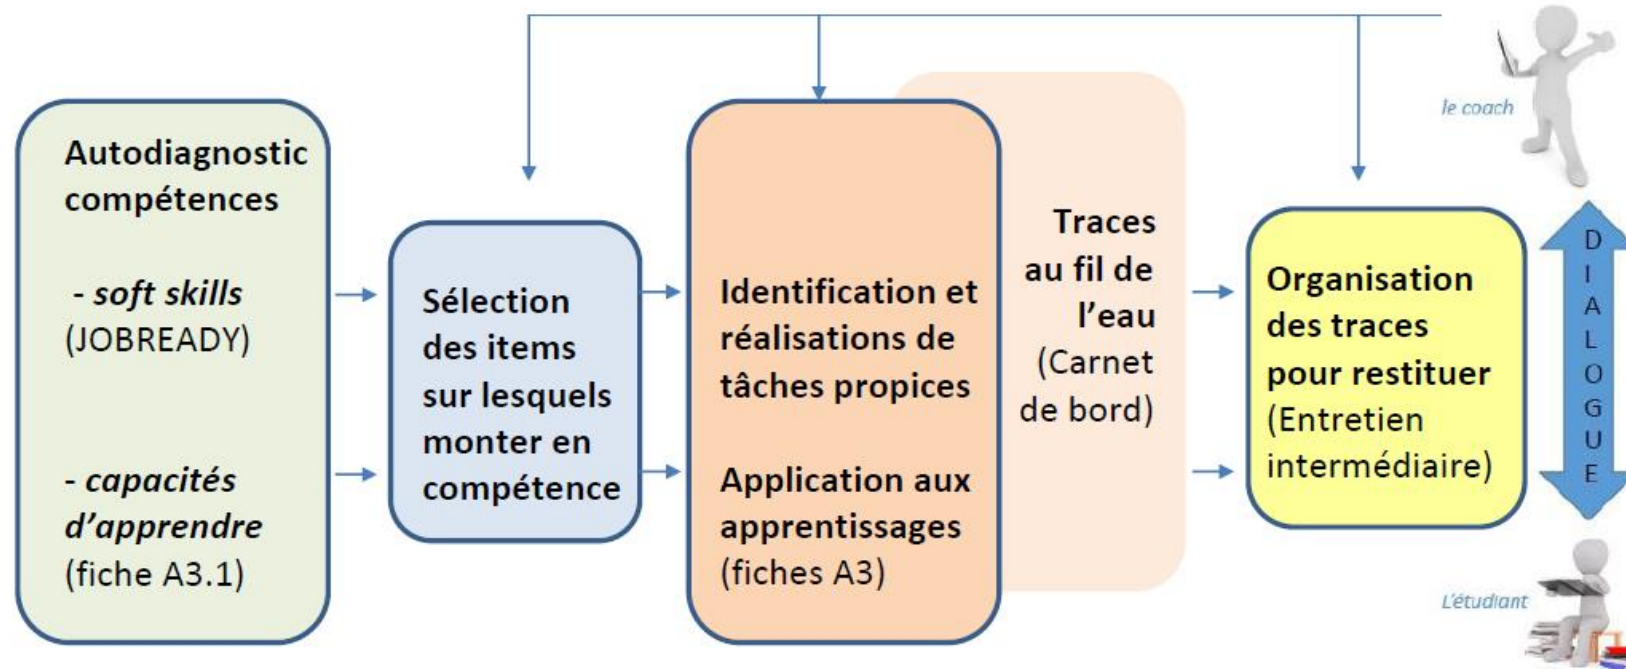 Autodiagnostic
compétences
- soft skills
(JOBREADY)
- capacités
d'apprendre
(fiche A3.1)
Sélection
des items
sur lesquels
monter en
compétence
Identification et
réalisations de
tâches propices
Application aux
apprentissages
(fiches A3)
Traces
au fil de
l'eau
(Carnet
de bord)
Organisation
des traces
pour restituer
(Entretien
intermédiaire)
le coach
DIALOGUE
L'étudiant